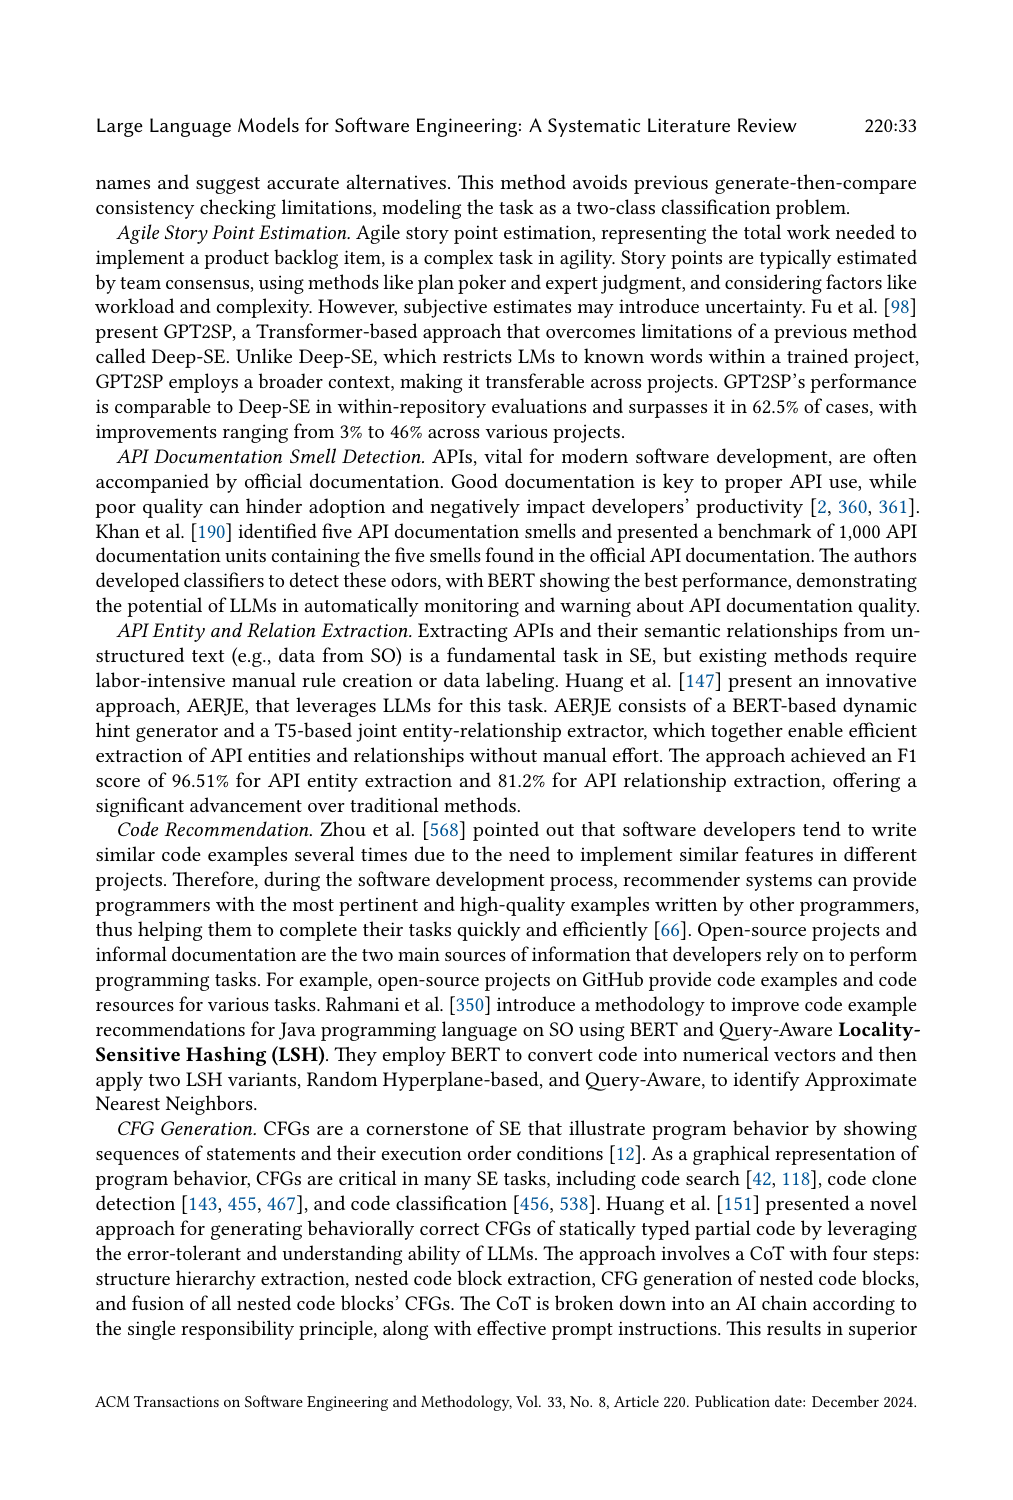 Large Language Models for Software Engineering: A Systematic Literature Review 220:33
names and suggest accurate alternatives. This method avoids previous generate-then-compare
consistency checking limitations, modeling the task as a two-class classification problem.
Agile Story Point Estimation. Agile story point estimation, representing the total work needed to
implement a product backlog item, is a complex task in agility. Story points are typically estimated
by team consensus, using methods like plan poker and expert judgment, and considering factors like
workload and complexity. However, subjective estimates may introduce uncertainty. Fu et al. [98]
present GPT2SP, a Transformer-based approach that overcomes limitations of a previous method
called Deep-SE. Unlike Deep-SE, which restricts LMs to known words within a trained project,
GPT2SP employs a broader context, making it transferable across projects. GPT2SP's performance
is comparable to Deep-SE in within-repository evaluations and surpasses it in 62.5% of cases, with
improvements ranging from 3% to 46% across various projects.
API Documentation Smell Detection. APIs, vital for modern software development, are often
accompanied by official documentation. Good documentation is key to proper API use, while
poor quality can hinder adoption and negatively impact developers' productivity [2, 360, 361].
Khan et al. [190] identified five API documentation smells and presented a benchmark of 1,000 API
documentation units containing the five smells found in the official API documentation. The authors
developed classifiers to detect these odors, with BERT showing the best performance, demonstrating
the potential of LLMs in automatically monitoring and warning about API documentation quality.
API Entity and Relation Extraction. Extracting APIs and their semantic relationships from un-
structured text (e.g., data from SO) is a fundamental task in SE, but existing methods require
labor-intensive manual rule creation or data labeling. Huang et al. [147] present an innovative
approach, AERJE, that leverages LLMs for this task. AERJE consists of a BERT-based dynamic
hint generator and a T5-based joint entity-relationship extractor, which together enable efficient
extraction of API entities and relationships without manual effort. The approach achieved an F1
score of 96.51% for API entity extraction and 81.2% for API relationship extraction, offering a
significant advancement over traditional methods.
Code Recommendation. Zhou et al. [568] pointed out that software developers tend to write
similar code examples several times due to the need to implement similar features in different
projects. Therefore, during the software development process, recommender systems can provide
programmers with the most pertinent and high-quality examples written by other programmers,
thus helping them to complete their tasks quickly and efficiently [66]. Open-source projects and
informal documentation are the two main sources of information that developers rely on to perform
programming tasks. For example, open-source projects on GitHub provide code examples and code
resources for various tasks. Rahmani et al. [350] introduce a methodology to improve code example
recommendations for Java programming language on SO using BERT and Query-Aware Locality-
Sensitive Hashing (LSH). They employ BERT to convert code into numerical vectors and then
apply two LSH variants, Random Hyperplane-based, and Query-Aware, to identify Approximate
Nearest Neighbors.
CFG Generation. CFGs are a cornerstone of SE that illustrate program behavior by showing
sequences of statements and their execution order conditions [12]. As a graphical representation of
program behavior, CFGs are critical in many SE tasks, including code search [42, 118], code clone
detection [143, 455, 467], and code classification [456, 538]. Huang et al. [151] presented a novel
approach for generating behaviorally correct CFGs of statically typed partial code by leveraging
the error-tolerant and understanding ability of LLMs. The approach involves a CoT with four steps:
structure hierarchy extraction, nested code block extraction, CFG generation of nested code blocks,
and fusion of all nested code blocks' CFGs. The CoT is broken down into an AI chain according to
the single responsibility principle, along with effective prompt instructions. This results in superior
ACM Transactions on Software Engineering and Methodology, Vol. 33, No. 8, Article 220. Publication date: December 2024.